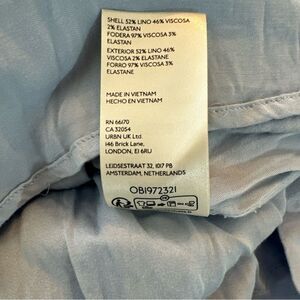 SHELL 52% LINO 46% VISCOSA
2% ELASTAN
FODERA 97% VISCOSA 3%
ELASTAN
EXTERIOR 52% LINO 46%
VISCOSA 2% ELASTANE
FORRO 97% VISCOSA 3%
ELASTANE
MADE IN VIETNAM
HECHO EN VIETNAM
RN 66170
CA 32054
URBN UK Ltd.
146 Brick Lane,
LONDON, E1 6RU
LEIDSESTRAAT 32, 1017 PB
AMSTERDAM, NETHERLANDS
OB1972321